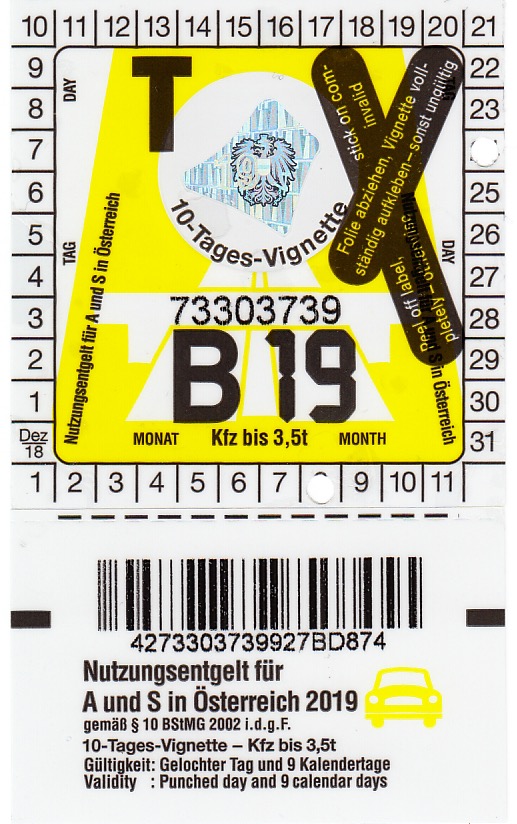 10 11 12 13 14 15 16 17 18 19 20 21
9 8 7 6 5 4 3 2 1
Dez
18
22 23 25 26 27 28 29 30 31
DAY
TAG
T
Nutzungsentgelt für A und S in Österreich
Folie abziehen, Vignette voll-
ständig aufkleben – sonst ungültig
Peel off label, stick on com-
pletely – otherwise invalid
DAY
S in Österreich
9
10-Tages-Vignette
73303739
B 19
MONAT Kfz bis 3,5t MONTH
1 2 3 4 5 6 7 9 10 11
4273303739927BD874
Nutzungsentgelt für
A und S in Österreich 2019
gemäß § 10 BStMG 2002 i.d.g.F.
10-Tages-Vignette – Kfz bis 3,5t
Gültigkeit: Gelochter Tag und 9 Kalendertage
Validity : Punched day and 9 calendar days